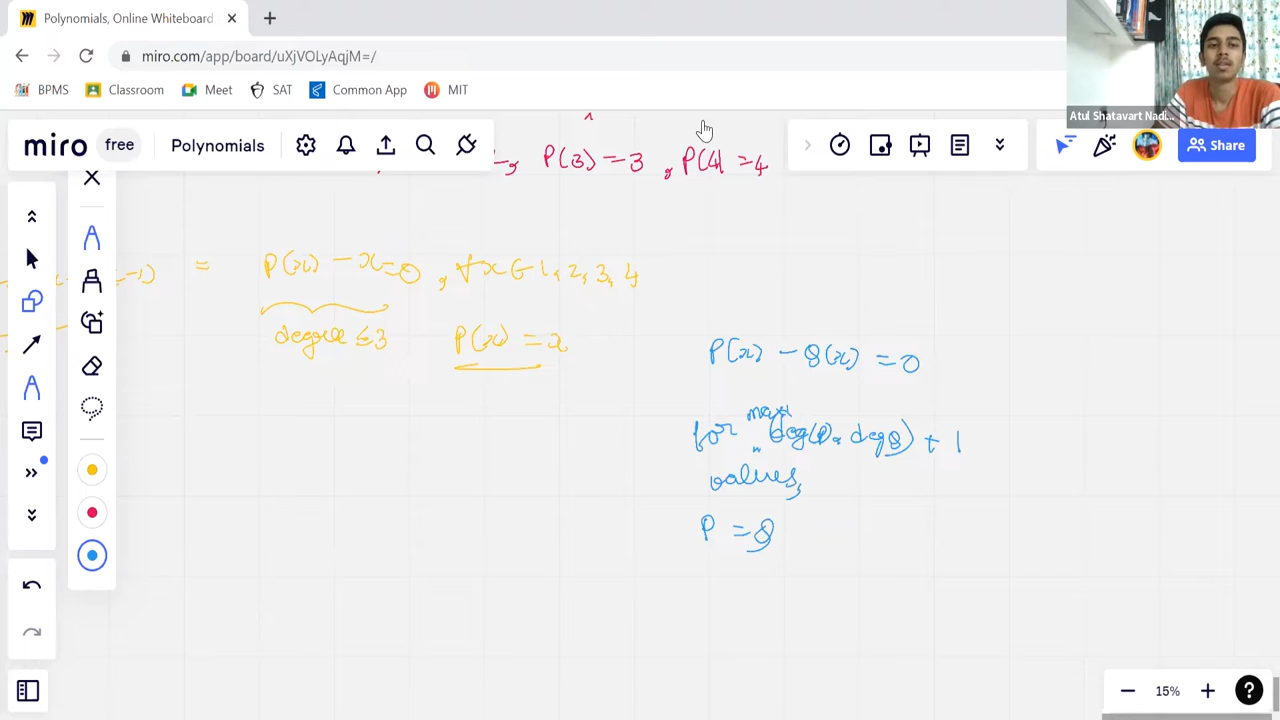 Polynomials, Online Whiteboard
miro.com/app/board/uXjVOLyAqjM=/
BPMS Classroom Meet SAT Common App MIT
Atul Shatavart Nadi...
miro free Polynomials
Share
P(3) = 3 , P(4) = 4
= P(x) - x = 0 , ∀x ∈ 1, 2, 3, 4
degree ≤ 3 P(x) = x
P(x) - Q(x) = 0
max
for deg(P, deg Q) + 1
values,
P = Q
15%